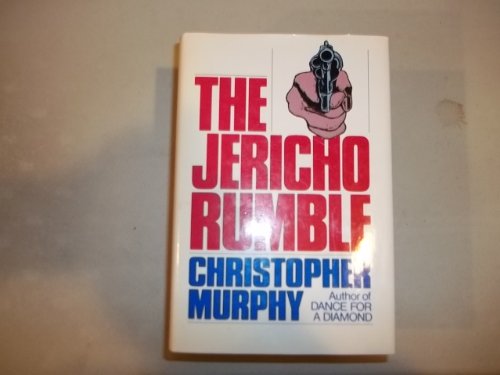 THE
JERICHO
RUMBLE
CHRISTOPHER
MURPHY
Author of
DANCE FOR
A DIAMOND